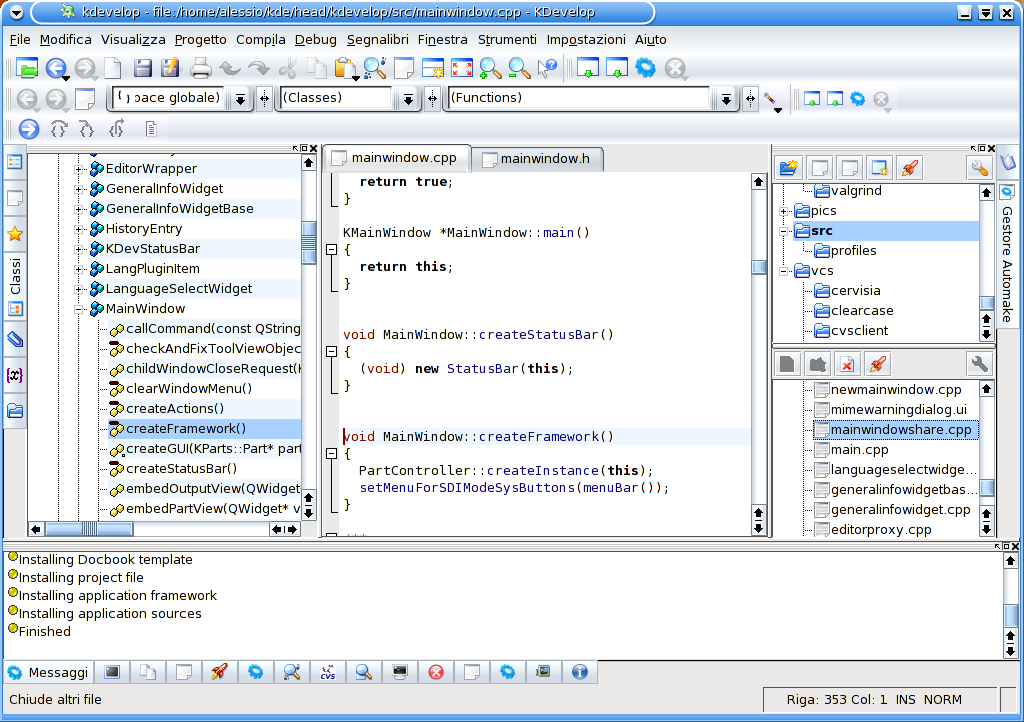 kdevelop - file:/home/alessio/kde/head/kdevelop/src/mainwindow.cpp - KDevelop
File Modifica Visualizza Progetto Compila Debug Segnalibri Finestra Strumenti Impostazioni Aiuto
pace globale) (Classes) (Functions)
Classi
EditorWrapper
GeneralInfoWidget
GeneralInfoWidgetBase
HistoryEntry
KDevStatusBar
LangPluginItem
LanguageSelectWidget
MainWindow
callCommand(const QString
checkAndFixToolViewObjec
childWindowCloseRequest(
clearWindowMenu()
createActions()
createFramework()
createGUI(KParts::Part* part
createStatusBar()
embedOutputView(QWidget
embedPartView(QWidget* v
mainwindow.cpp mainwindow.h
return true;
}
KMainWindow *MainWindow::main()
{
return this;
}
void MainWindow::createStatusBar()
{
(void) new StatusBar(this);
}
void MainWindow::createFramework()
{
PartController::createInstance(this);
setMenuForSDIModeSysButtons(menuBar());
}
valgrind
pics
src
profiles
vcs
cervisia
clearcase
cvsclient
newmainwindow.cpp
mimewarningdialog.ui
mainwindowshare.cpp
main.cpp
languageselectwidge...
generalinfowidgetbas...
generalinfowidget.cpp
editorproxy.cpp
Gestore Automake
Installing Docbook template
Installing project file
Installing application framework
Installing application sources
Finished
Messaggi CVS
Chiude altri file Riga: 353 Col: 1 INS NORM